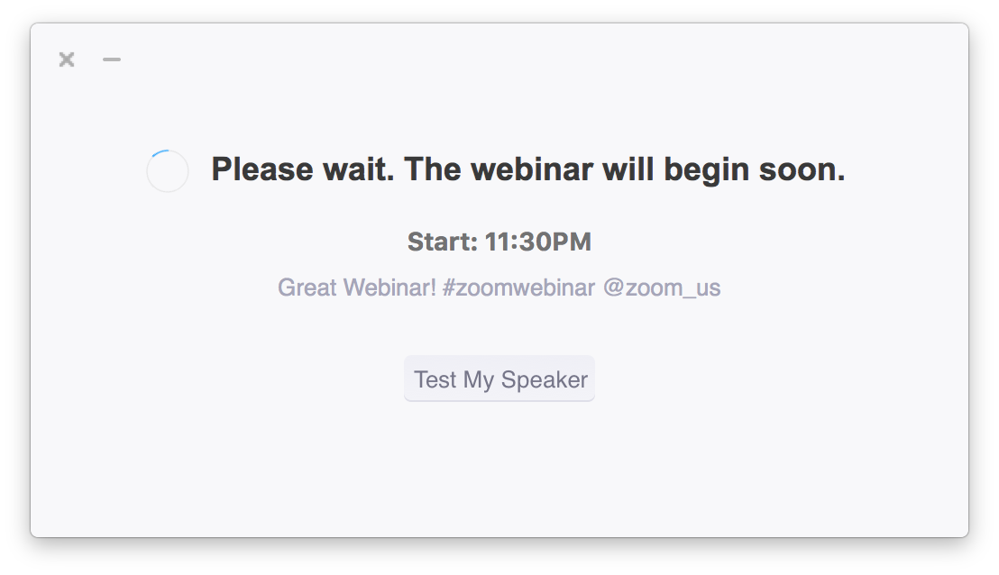 Please wait. The webinar will begin soon.
Start: 11:30PM
Great Webinar! #zoomwebinar @zoom_us
Test My Speaker